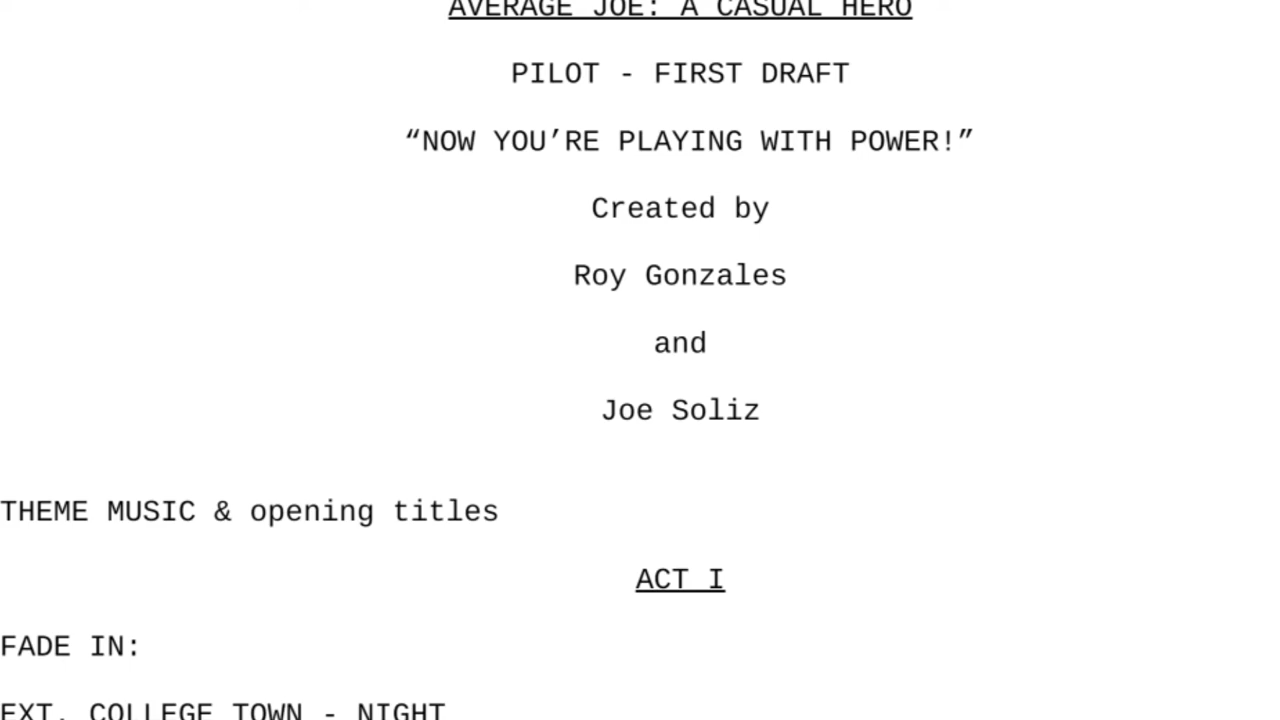 AVERAGE JOE: A CASUAL HERO
PILOT - FIRST DRAFT
“NOW YOU’RE PLAYING WITH POWER!”
Created by
Roy Gonzales
and
Joe Soliz
THEME MUSIC & opening titles
ACT I
FADE IN:
EXT. COLLEGE TOWN - NIGHT